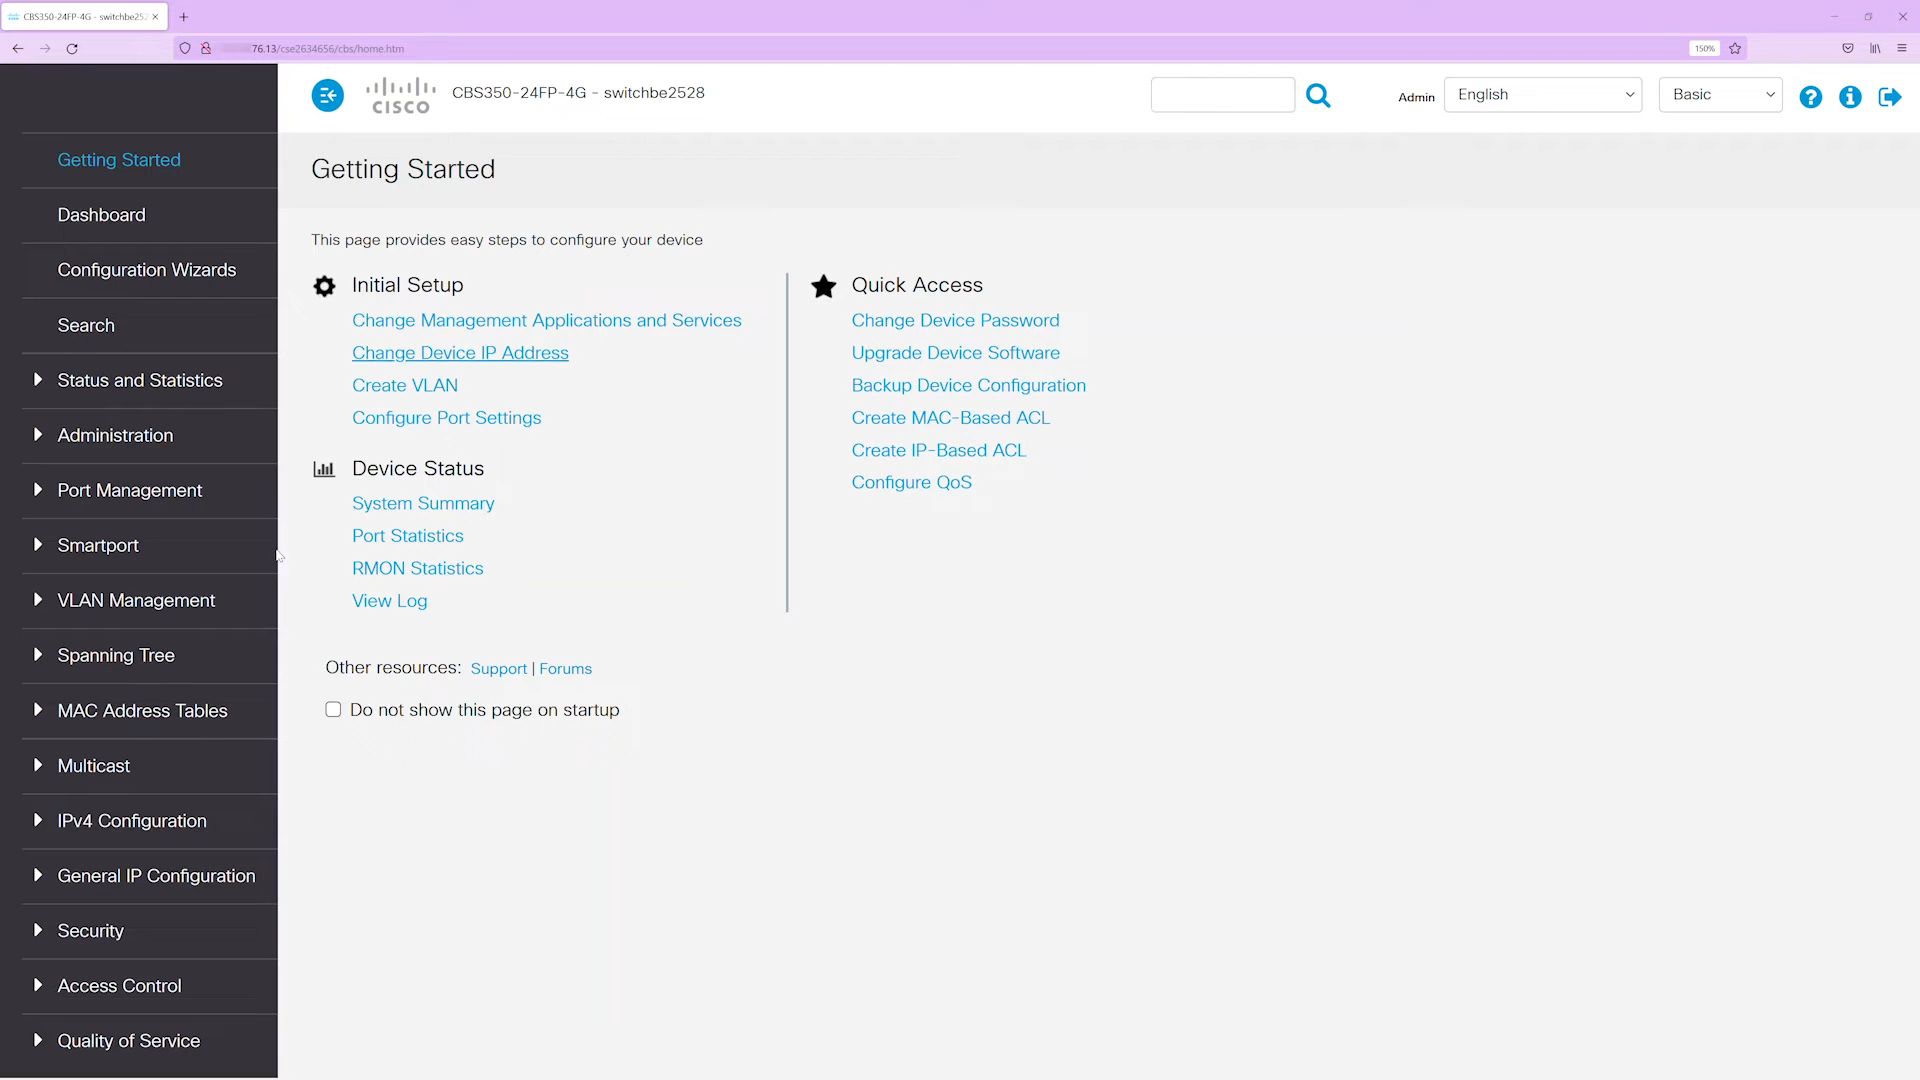 CBS350-24FP-4G - switchbe252
76.13/cse2634656/cbs/home.htm
150%
cisco
CBS350-24FP-4G - switchbe2528
Admin
English
Basic
Getting Started
Dashboard
Configuration Wizards
Search
Status and Statistics
Administration
Port Management
Smartport
VLAN Management
Spanning Tree
MAC Address Tables
Multicast
IPv4 Configuration
General IP Configuration
Security
Access Control
Quality of Service
Getting Started
This page provides easy steps to configure your device
Initial Setup
Change Management Applications and Services
Change Device IP Address
Create VLAN
Configure Port Settings
Device Status
System Summary
Port Statistics
RMON Statistics
View Log
Quick Access
Change Device Password
Upgrade Device Software
Backup Device Configuration
Create MAC-Based ACL
Create IP-Based ACL
Configure QoS
Other resources: Support | Forums
Do not show this page on startup